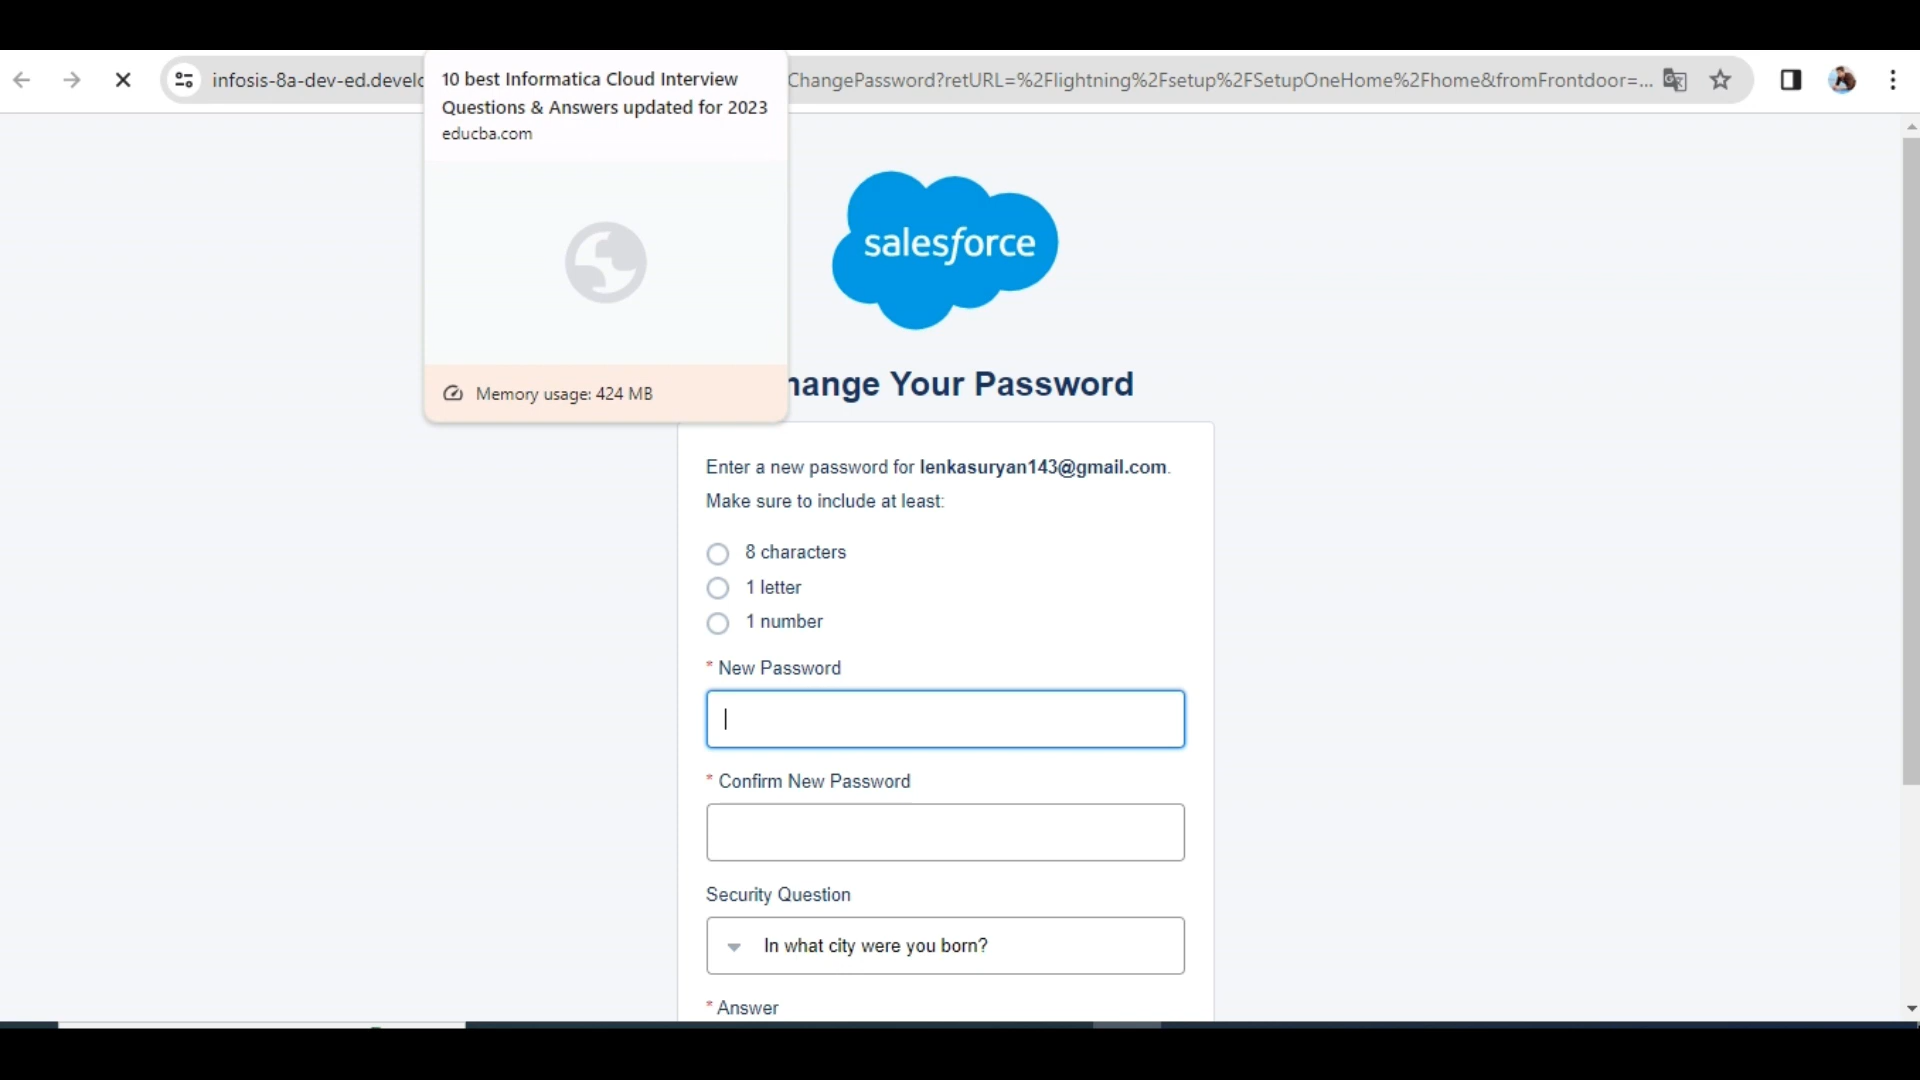 infosis-8a-dev-ed.develo
ChangePassword?retURL=%2Flightning%2Fsetup%2FSetupOneHome%2Fhome&fromFrontdoor=...
10 best Informatica Cloud Interview
Questions & Answers updated for 2023
educba.com
Memory usage: 424 MB
salesforce
hange Your Password
Enter a new password for lenkasuryan143@gmail.com.
Make sure to include at least:
8 characters
1 letter
1 number
* New Password
* Confirm New Password
Security Question
In what city were you born?
* Answer